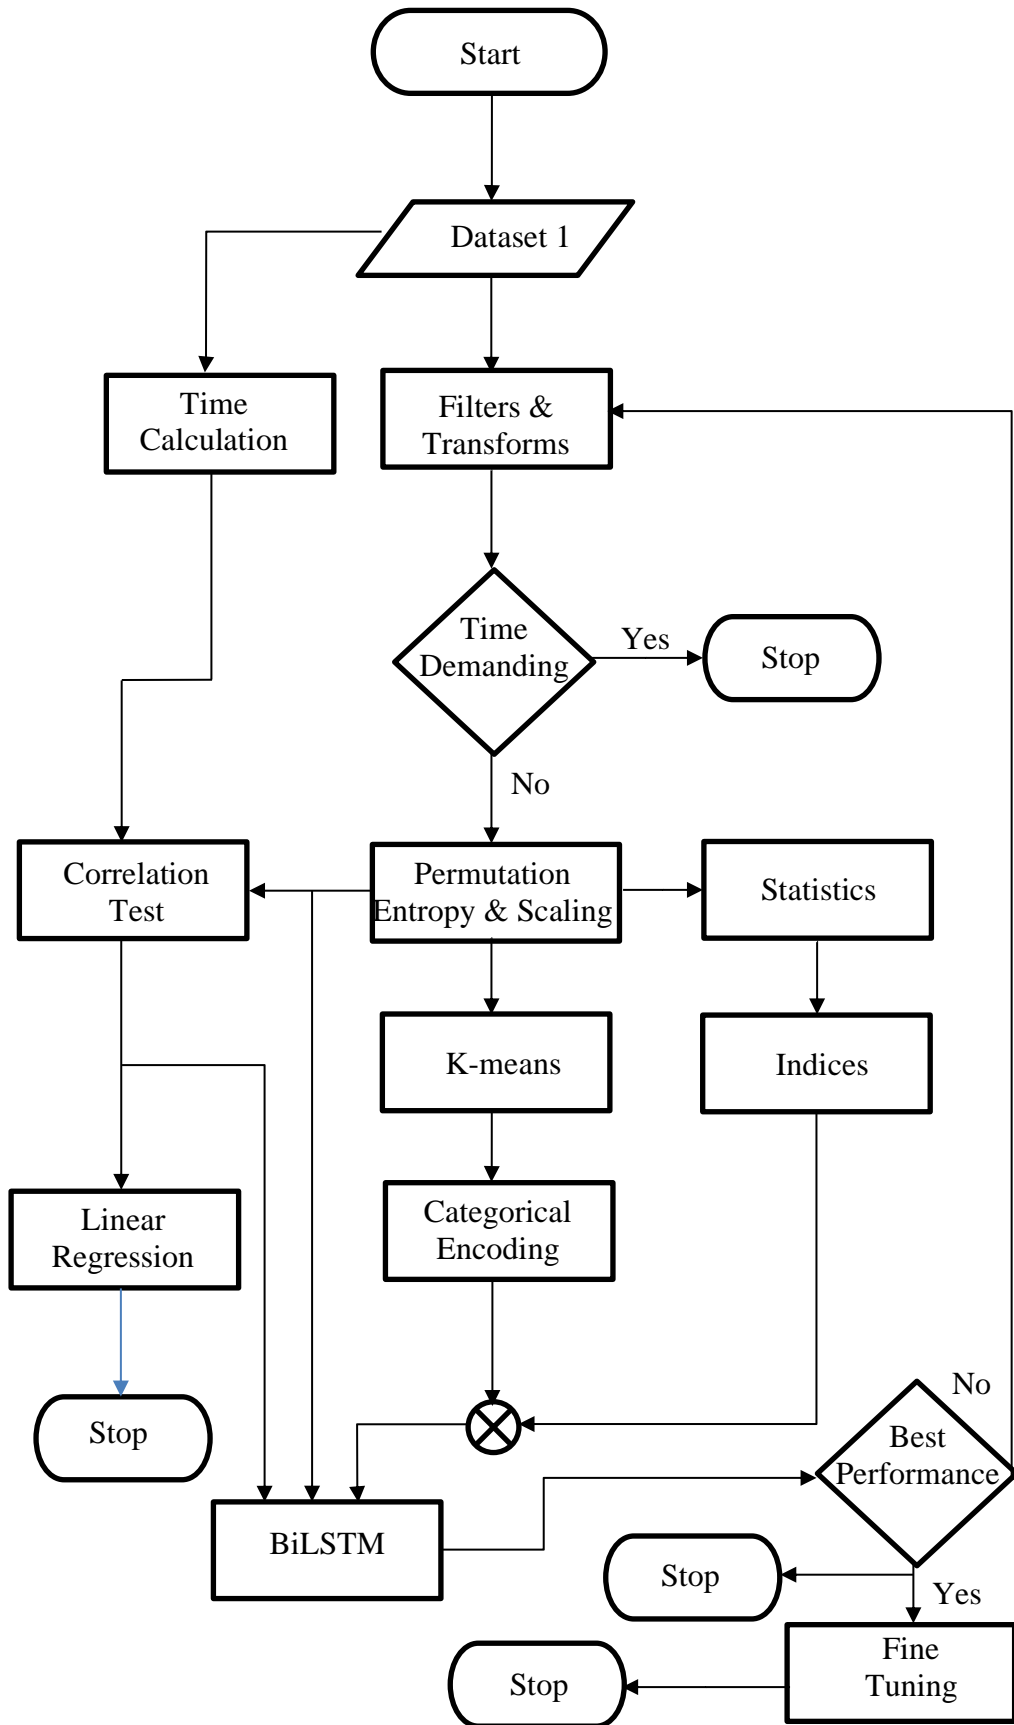 Start
Dataset 1
Time
Calculation
Filters &
Transforms
Time
Demanding
Yes
Stop
No
Correlation
Test
Permutation
Entropy & Scaling
Statistics
K-means
Indices
Linear
Regression
Categorical
Encoding
Stop
No
Best
Performance
BiLSTM
Stop
Yes
Fine
Tuning
Stop